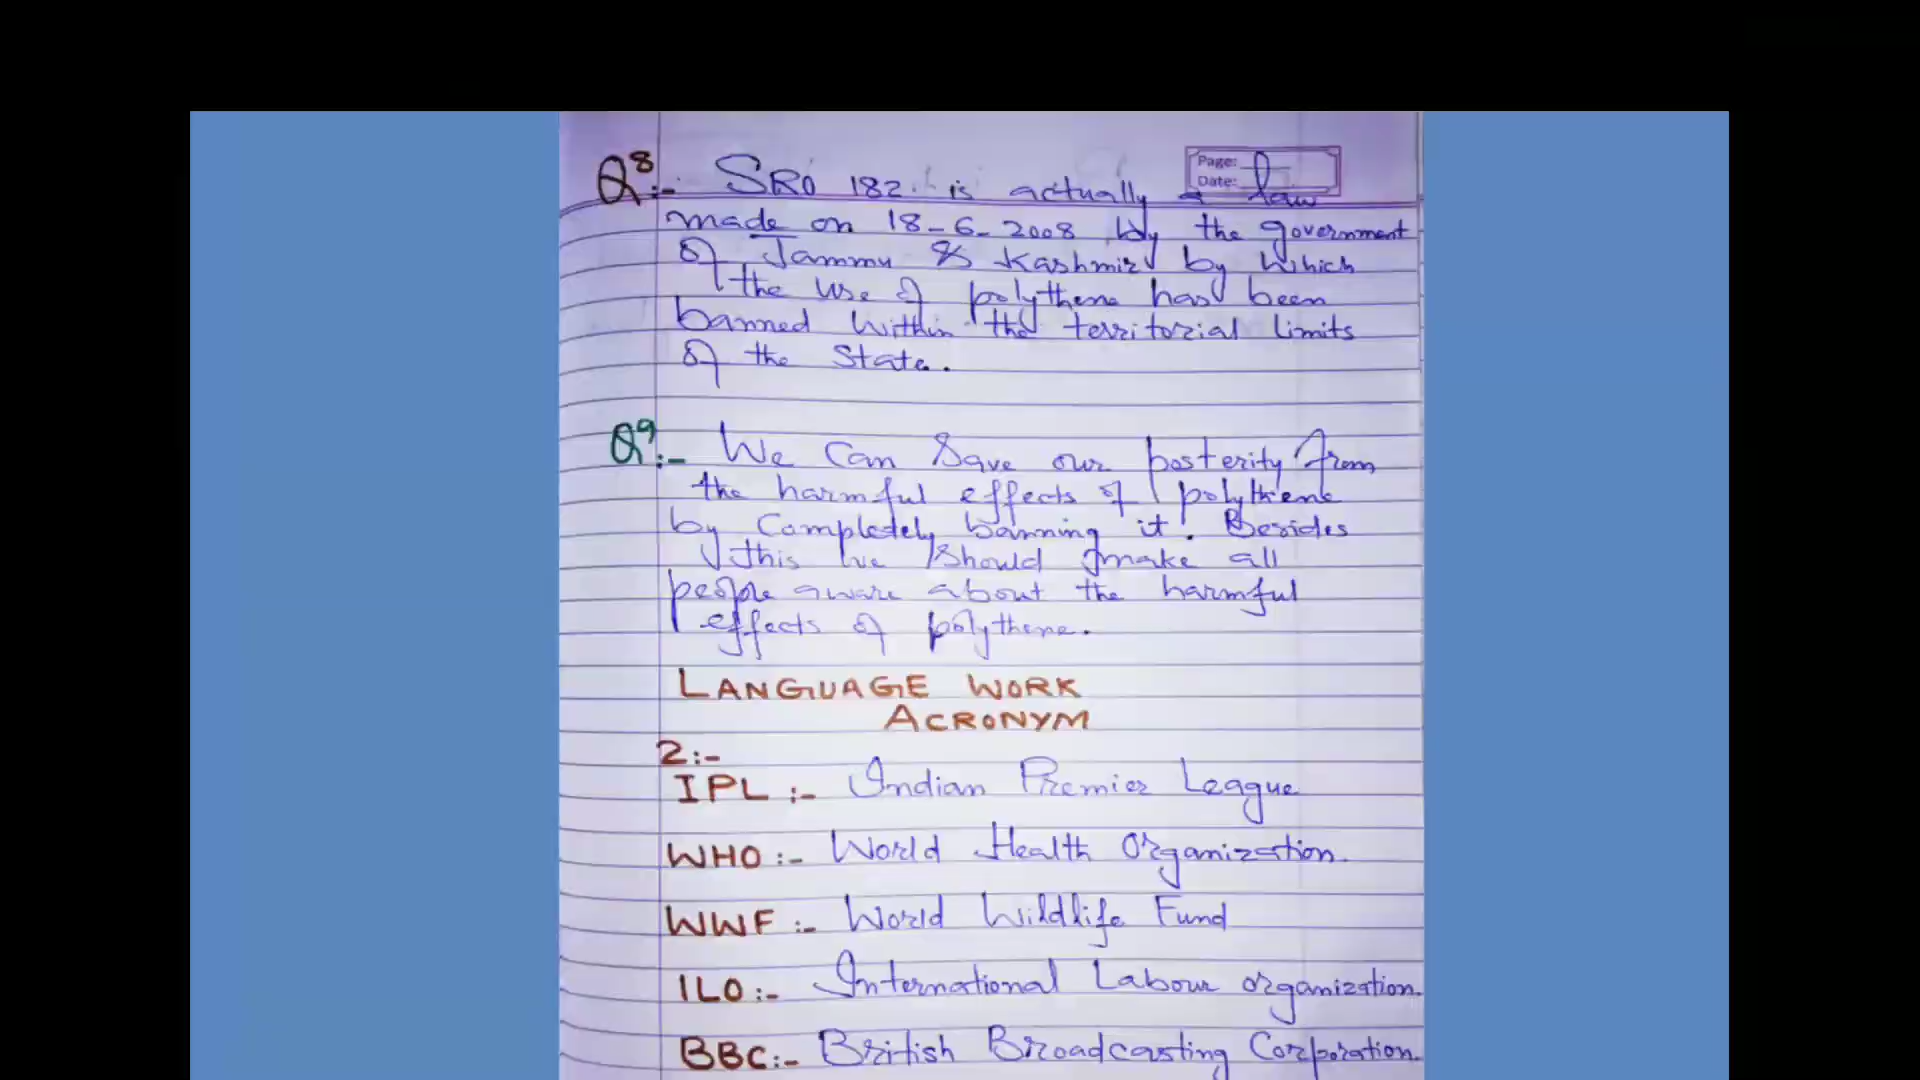 Page:
Date:
Q8:- SRO 182 is actually a law
made on 18-6-2008 by the government
of Jammu & Kashmir by which
the use of polythene has been
banned within the territorial limits
of the State.
Q9:- We Can Save our posterity from
the harmful effects of polythene
by Completely banning it. Besides
this we should make all
people aware about the harmful
effects of polythene.
LANGUAGE WORK
ACRONYM
2:-
IPL :- Indian Premier League
WHO :- World Health Organization.
WWF :- World Wildlife Fund
ILO :- International Labour organization.
BBC:- British Broadcasting Corporation.